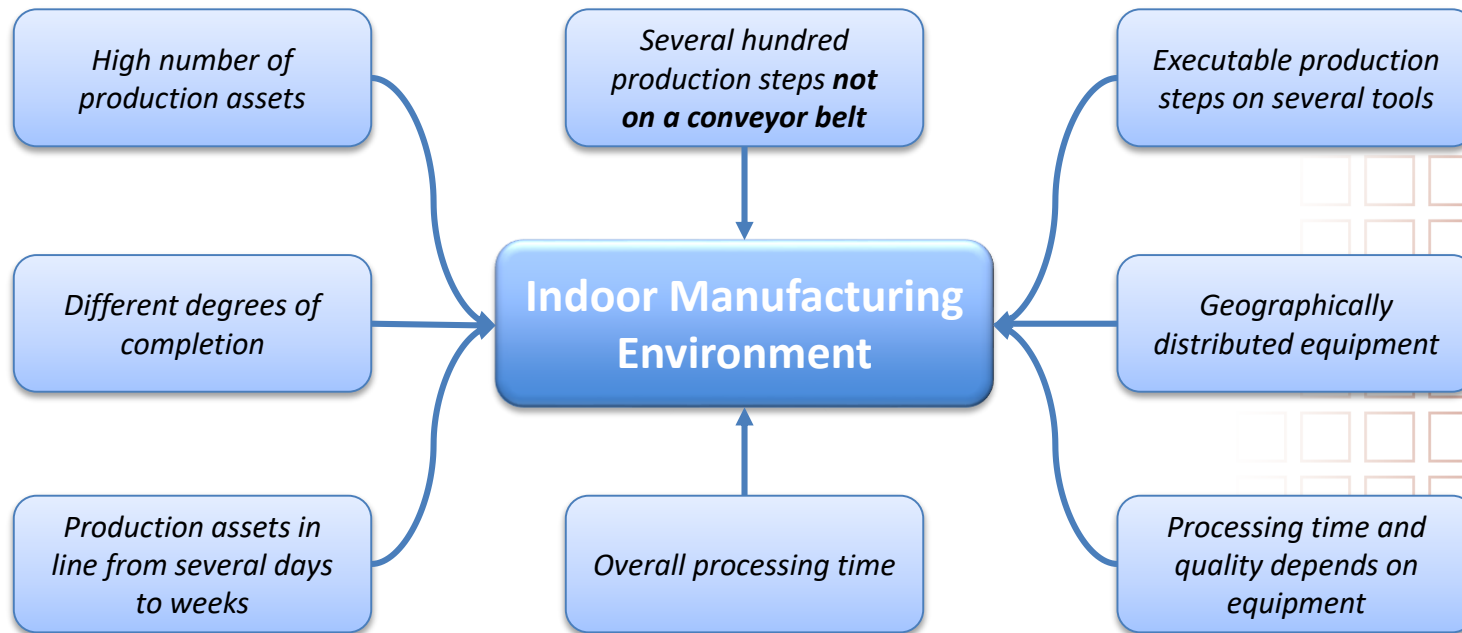 High number of
production assets
Several hundred
production steps not
on a conveyor belt
Executable production
steps on several tools
Different degrees of
completion
Indoor Manufacturing
Environment
Geographically
distributed equipment
Production assets in
line from several days
to weeks
Overall processing time
Processing time and
quality depends on
equipment